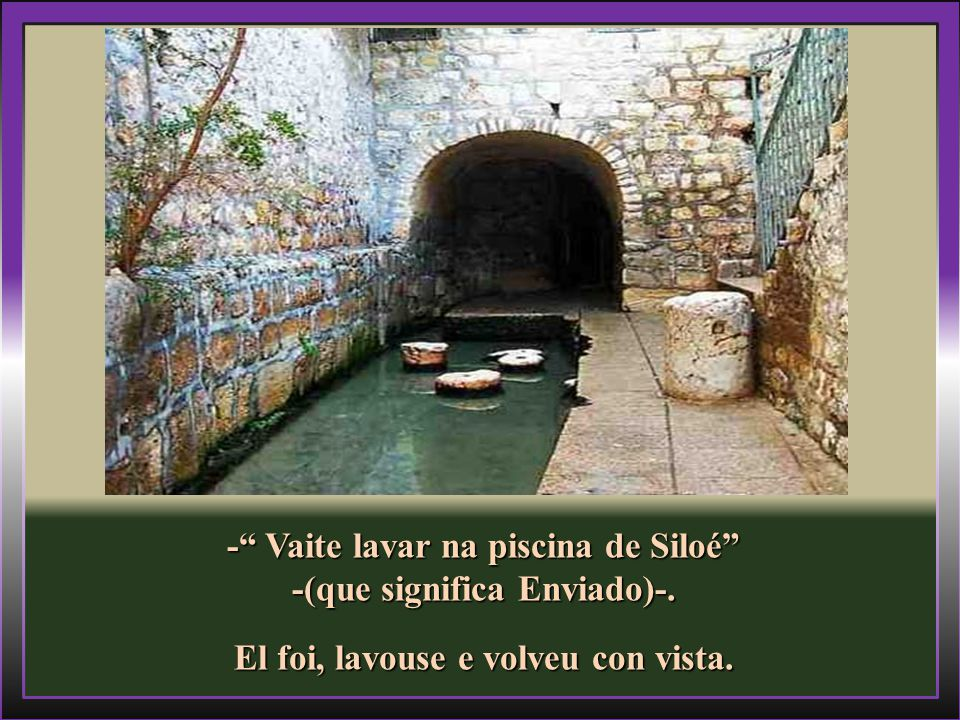 -“ Vaite lavar na piscina de Siloé”
-(que significa Enviado)-.
El foi, lavouse e volveu con vista.